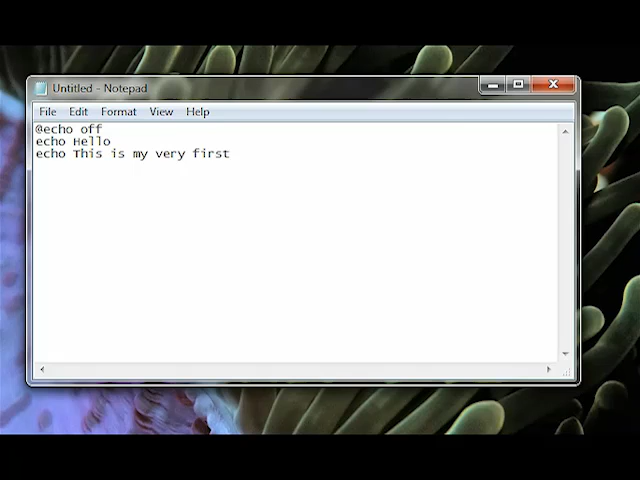 Untitled - Notepad
File Edit Format View Help
@echo off
echo Hello
echo This is my very first